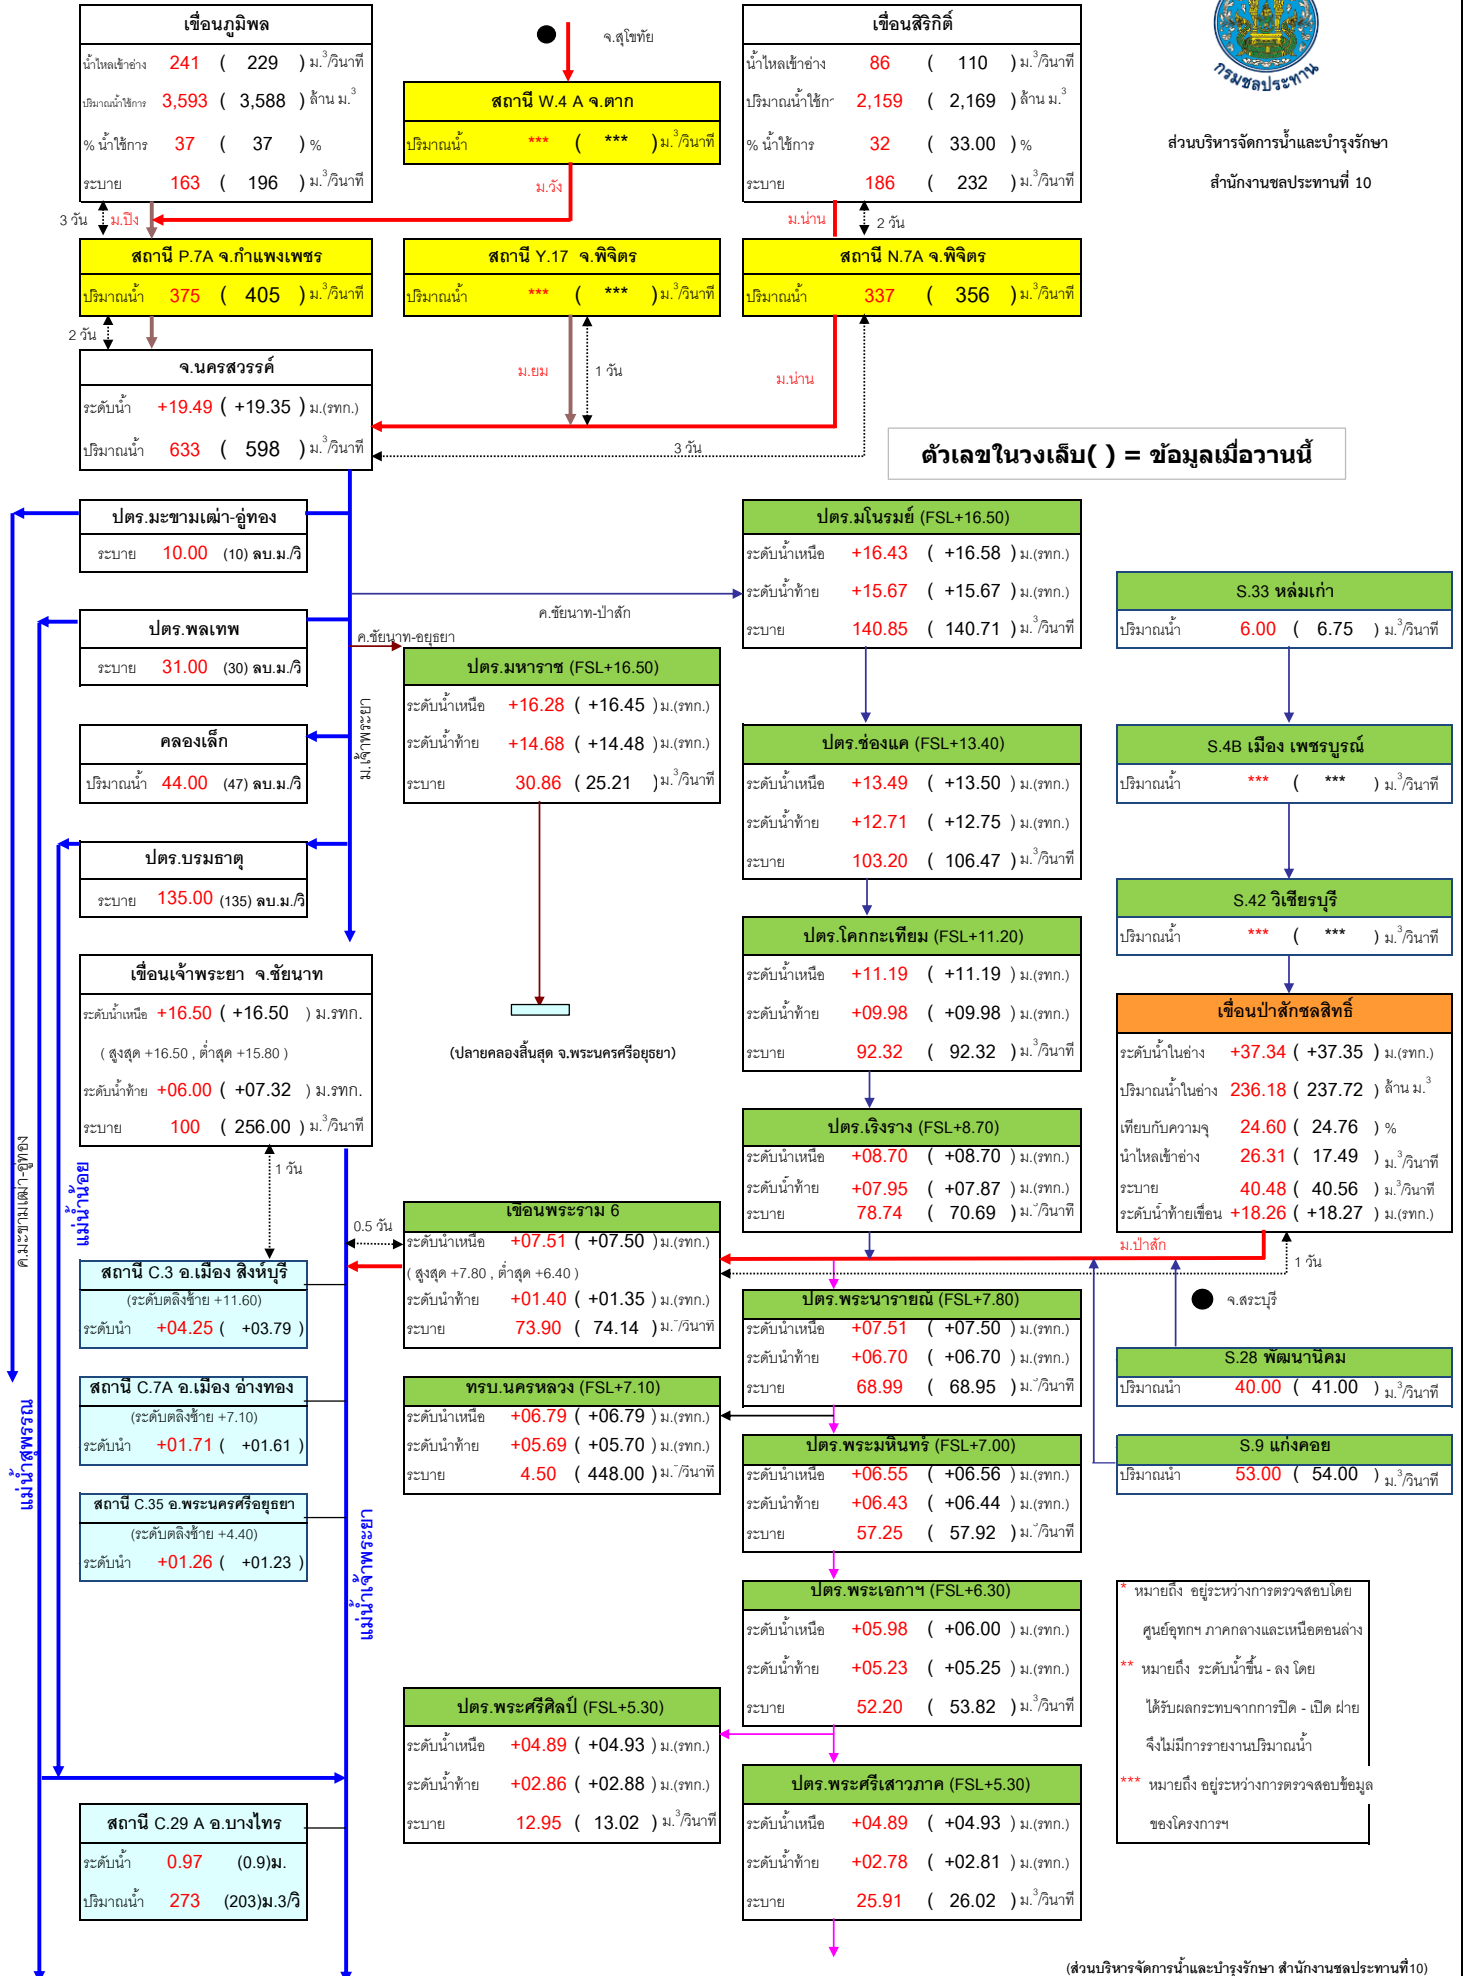 เขื่อนภูมิพล
น้ำไหลเข้าอ่าง 241 ( 229 ) ม.³/วินาที
ปริมาณน้ำใช้การ 3,593 ( 3,588 ) ล้าน ม.³
% น้ำใช้การ 37 ( 37 ) %
ระบาย 163 ( 196 ) ม.³/วินาที
จ.สุโขทัย
สถานี W.4 A จ.ตาก
ปริมาณน้ำ *** ( *** ) ม.³/วินาที
เขื่อนสิริกิติ์
น้ำไหลเข้าอ่าง 86 ( 110 ) ม.³/วินาที
ปริมาณน้ำใช้กา 2,159 ( 2,169 ) ล้าน ม.³
% น้ำใช้การ 32 ( 33.00 ) %
ระบาย 186 ( 232 ) ม.³/วินาที
กรมชลประทาน
ส่วนบริหารจัดการน้ำและบำรุงรักษา
สำนักงานชลประทานที่ 10
3 วัน ม.ปิง
ม.วัง
ม.น่าน 2 วัน
สถานี P.7A จ.กำแพงเพชร
ปริมาณน้ำ 375 ( 405 ) ม.³/วินาที
สถานี Y.17 จ.พิจิตร
ปริมาณน้ำ *** ( *** ) ม.³/วินาที
สถานี N.7A จ.พิจิตร
ปริมาณน้ำ 337 ( 356 ) ม.³/วินาที
2 วัน
ม.ยม 1 วัน
ม.น่าน
3 วัน
จ.นครสวรรค์
ระดับน้ำ +19.49 ( +19.35 ) ม.(รทก.)
ปริมาณน้ำ 633 ( 598 ) ม.³/วินาที
ตัวเลขในวงเล็บ( ) = ข้อมูลเมื่อวานนี้
ปตร.มะขามเฒ่า-อู่ทอง
ระบาย 10.00 (10) ลบ.ม./วิ
ปตร.พลเทพ
ระบาย 31.00 (30) ลบ.ม./วิ
คลองเล็ก
ปริมาณน้ำ 44.00 (47) ลบ.ม./วิ
ปตร.บรมธาตุ
ระบาย 135.00 (135) ลบ.ม./วิ
ม.เจ้าพระยา
ค.ชัยนาท-ป่าสัก
ค.ชัยนาท-อยุธยา
ปตร.มหาราช (FSL+16.50)
ระดับน้ำเหนือ +16.28 ( +16.45 ) ม.(รทก.)
ระดับน้ำท้าย +14.68 ( +14.48 ) ม.(รทก.)
ระบาย 30.86 ( 25.21 ) ม.³/วินาที
(ปลายคลองสิ้นสุด จ.พระนครศรีอยุธยา)
ปตร.มโนรมย์ (FSL+16.50)
ระดับน้ำเหนือ +16.43 ( +16.58 ) ม.(รทก.)
ระดับน้ำท้าย +15.67 ( +15.67 ) ม.(รทก.)
ระบาย 140.85 ( 140.71 ) ม.³/วินาที
ปตร.ช่องแค (FSL+13.40)
ระดับน้ำเหนือ +13.49 ( +13.50 ) ม.(รทก.)
ระดับน้ำท้าย +12.71 ( +12.75 ) ม.(รทก.)
ระบาย 103.20 ( 106.47 ) ม.³/วินาที
ปตร.โคกกะเทียม (FSL+11.20)
ระดับน้ำเหนือ +11.19 ( +11.19 ) ม.(รทก.)
ระดับน้ำท้าย +09.98 ( +09.98 ) ม.(รทก.)
ระบาย 92.32 ( 92.32 ) ม.³/วินาที
ปตร.เริงราง (FSL+8.70)
ระดับน้ำเหนือ +08.70 ( +08.70 ) ม.(รทก.)
ระดับน้ำท้าย +07.95 ( +07.87 ) ม.(รทก.)
ระบาย 78.74 ( 70.69 ) ม.³/วินาที
S.33 หล่มเก่า
ปริมาณน้ำ 6.00 ( 6.75 ) ม.³/วินาที
S.4B เมือง เพชรบูรณ์
ปริมาณน้ำ *** ( *** ) ม.³/วินาที
S.42 วิเชียรบุรี
ปริมาณน้ำ *** ( *** ) ม.³/วินาที
เขื่อนป่าสักชลสิทธิ์
ระดับน้ำในอ่าง +37.34 ( +37.35 ) ม.(รทก.)
ปริมาณน้ำในอ่าง 236.18 ( 237.72 ) ล้าน ม.³
เทียบกับความจุ 24.60 ( 24.76 ) %
น้ำไหลเข้าอ่าง 26.31 ( 17.49 ) ม.³/วินาที
ระบาย 40.48 ( 40.56 ) ม.³/วินาที
ระดับน้ำท้ายเขื่อน +18.26 ( +18.27 ) ม.(รทก.)
เขื่อนเจ้าพระยา จ.ชัยนาท
ระดับน้ำเหนือ +16.50 ( +16.50 ) ม.รทก.
( สูงสุด +16.50 , ต่ำสุด +15.80 )
ระดับน้ำท้าย +06.00 ( +07.32 ) ม.รทก.
ระบาย 100 ( 256.00 ) ม.³/วินาที
1 วัน
0.5 วัน
ค.มะขามเฒ่า-อู่ทอง
แม่น้ำน้อย
แม่น้ำสุพรรณ
แม่น้ำเจ้าพระยา
เขื่อนพระราม 6
ระดับน้ำเหนือ +07.51 ( +07.50 ) ม.(รทก.)
( สูงสุด +7.80 , ต่ำสุด +6.40 )
ระดับน้ำท้าย +01.40 ( +01.35 ) ม.(รทก.)
ระบาย 73.90 ( 74.14 ) ม.³/วินาที
ม.ป่าสัก
1 วัน
จ.สระบุรี
สถานี C.3 อ.เมือง สิงห์บุรี
(ระดับตลิ่งซ้าย +11.60)
ระดับน้ำ +04.25 ( +03.79 )
สถานี C.7A อ.เมือง อ่างทอง
(ระดับตลิ่งซ้าย +7.10)
ระดับน้ำ +01.71 ( +01.61 )
สถานี C.35 อ.พระนครศรีอยุธยา
(ระดับตลิ่งซ้าย +4.40)
ระดับน้ำ +01.26 ( +01.23 )
ทรบ.นครหลวง (FSL+7.10)
ระดับน้ำเหนือ +06.79 ( +06.79 ) ม.(รทก.)
ระดับน้ำท้าย +05.69 ( +05.70 ) ม.(รทก.)
ระบาย 4.50 ( 448.00 ) ม.³/วินาที
ปตร.พระนารายณ์ (FSL+7.80)
ระดับน้ำเหนือ +07.51 ( +07.50 ) ม.(รทก.)
ระดับน้ำท้าย +06.70 ( +06.70 ) ม.(รทก.)
ระบาย 68.99 ( 68.95 ) ม.³/วินาที
ปตร.พระมหินทร์ (FSL+7.00)
ระดับน้ำเหนือ +06.55 ( +06.56 ) ม.(รทก.)
ระดับน้ำท้าย +06.43 ( +06.44 ) ม.(รทก.)
ระบาย 57.25 ( 57.92 ) ม.³/วินาที
S.28 พัฒนานิคม
ปริมาณน้ำ 40.00 ( 41.00 ) ม.³/วินาที
S.9 แก่งคอย
ปริมาณน้ำ 53.00 ( 54.00 ) ม.³/วินาที
ปตร.พระเอกาฯ (FSL+6.30)
ระดับน้ำเหนือ +05.98 ( +06.00 ) ม.(รทก.)
ระดับน้ำท้าย +05.23 ( +05.25 ) ม.(รทก.)
ระบาย 52.20 ( 53.82 ) ม.³/วินาที
ปตร.พระศรีศิลป์ (FSL+5.30)
ระดับน้ำเหนือ +04.89 ( +04.93 ) ม.(รทก.)
ระดับน้ำท้าย +02.86 ( +02.88 ) ม.(รทก.)
ระบาย 12.95 ( 13.02 ) ม.³/วินาที
ปตร.พระศรีเสาวภาค (FSL+5.30)
ระดับน้ำเหนือ +04.89 ( +04.93 ) ม.(รทก.)
ระดับน้ำท้าย +02.78 ( +02.81 ) ม.(รทก.)
ระบาย 25.91 ( 26.02 ) ม.³/วินาที
* หมายถึง อยู่ระหว่างการตรวจสอบโดย
ศูนย์อุทกฯ ภาคกลางและเหนือตอนล่าง
** หมายถึง ระดับน้ำขึ้น - ลง โดย
ได้รับผลกระทบจากการปิด - เปิด ฝาย
จึงไม่มีการรายงานปริมาณน้ำ
*** หมายถึง อยู่ระหว่างการตรวจสอบข้อมูล
ของโครงการฯ
สถานี C.29 A อ.บางไทร
ระดับน้ำ 0.97 (0.9)ม.
ปริมาณน้ำ 273 (203)ม.3/วิ
(ส่วนบริหารจัดการน้ำและบำรุงรักษา สำนักงานชลประทานที่10)